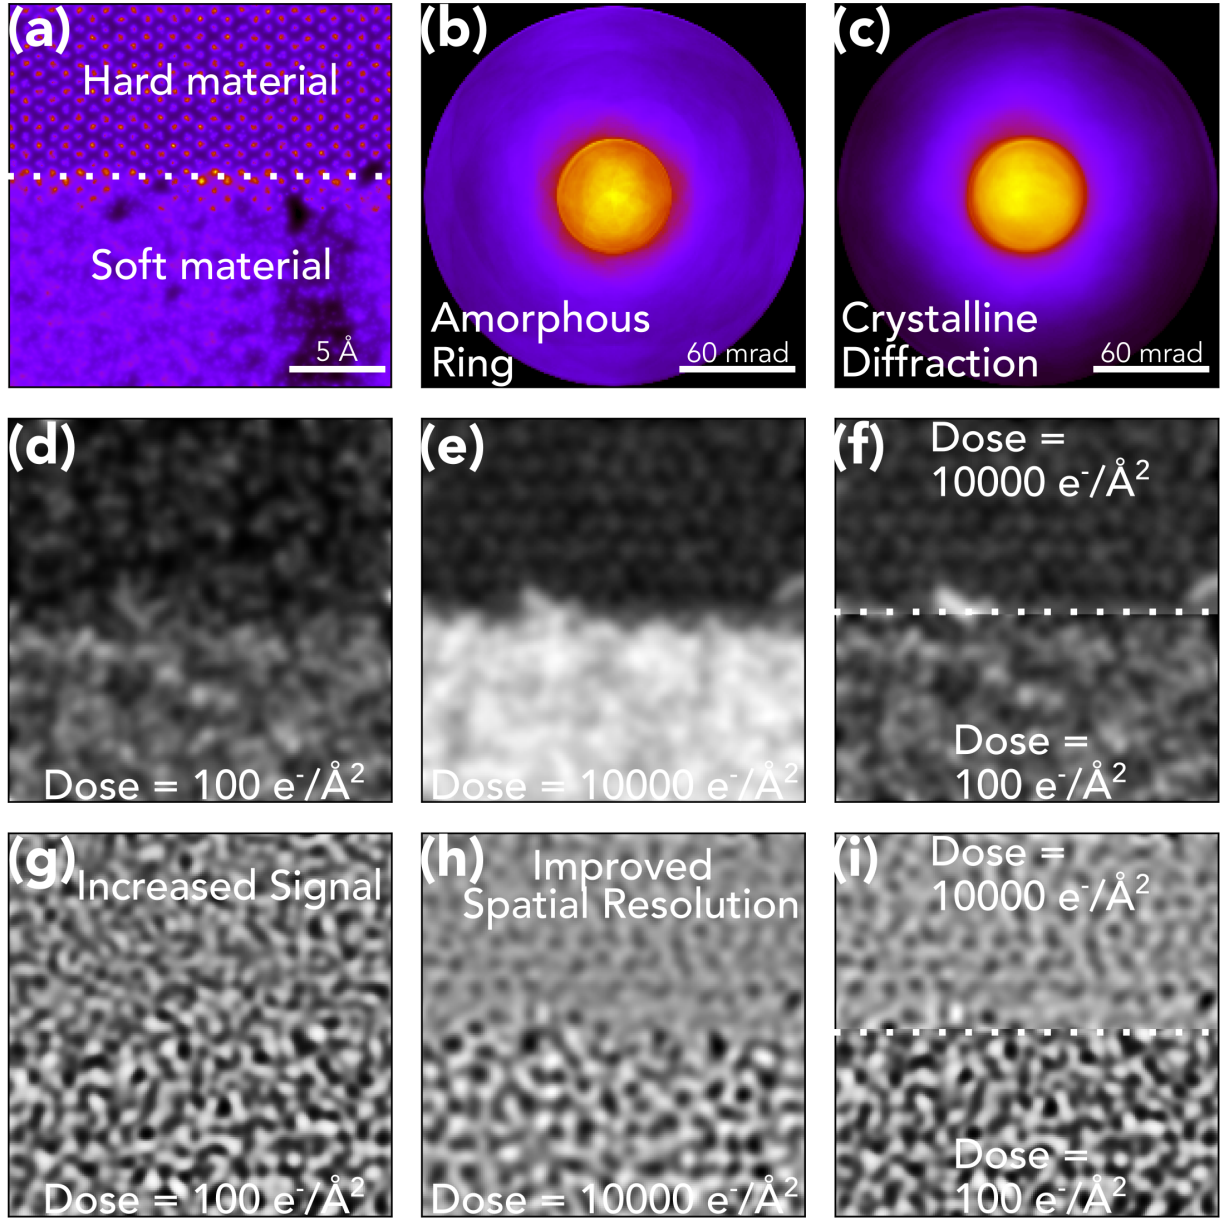 (a)
Hard material
Soft material
5 Å
(b)
Amorphous
Ring
60 mrad
(c)
Crystalline
Diffraction
60 mrad
(d)
Dose = 100 e⁻/Å²
(e)
Dose = 10000 e⁻/Å²
(f)
Dose =
10000 e⁻/Å²
Dose =
100 e⁻/Å²
(g)
Increased Signal
Dose = 100 e⁻/Å²
(h)
Improved
Spatial Resolution
Dose = 10000 e⁻/Å²
(i)
Dose =
10000 e⁻/Å²
Dose =
100 e⁻/Å²